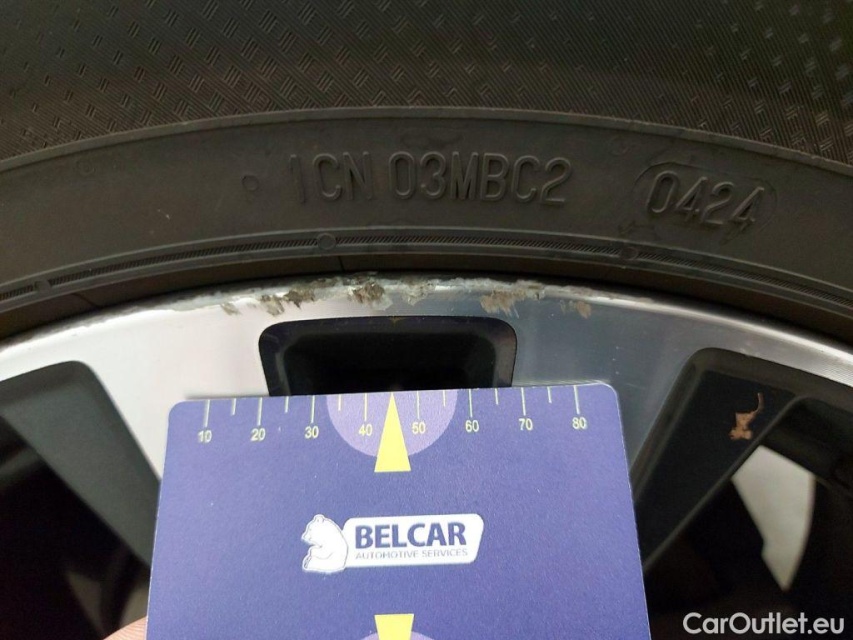 1CN 03MBC2 0424
10 20 30 40 50 60 70 80
BELCAR
AUTOMOTIVE SERVICES
CarOutlet.eu